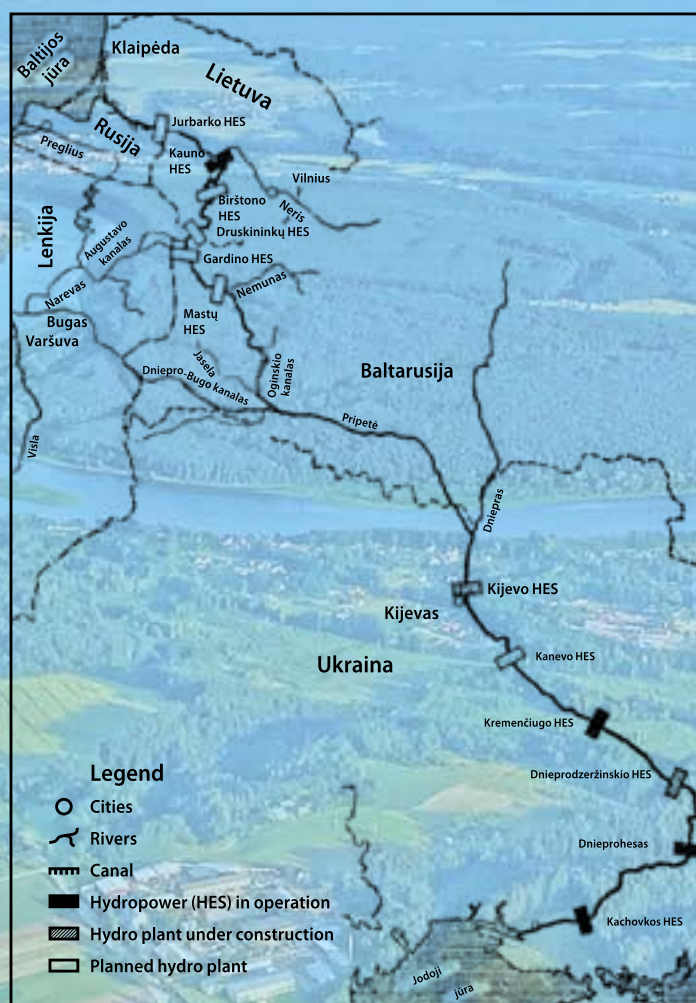 Baltijos
jūra
Klaipėda
Lietuva
Jurbarko HES
Rusija
Preglius
Kauno
HES
Vilnius
Birštono
HES
Neris
Druskininkų HES
Lenkija
Augustavo
kanalas
Gardino HES
Narevas
Nemunas
Bugas
Mastų
HES
Varšuva
Jasela
Dniepro-Bugo kanalas
Oginskio
kanalas
Baltarusija
Pripetė
Visla
Dniepras
Kijevo HES
Kijevas
Kanevo HES
Ukraina
Kremenčiugo HES
Dnieprodzeržinskio HES
Dnieprohesas
Kachovkos HES
Jodoji
jūra
Legend
Cities
Rivers
Canal
Hydropower (HES) in operation
Hydro plant under construction
Planned hydro plant